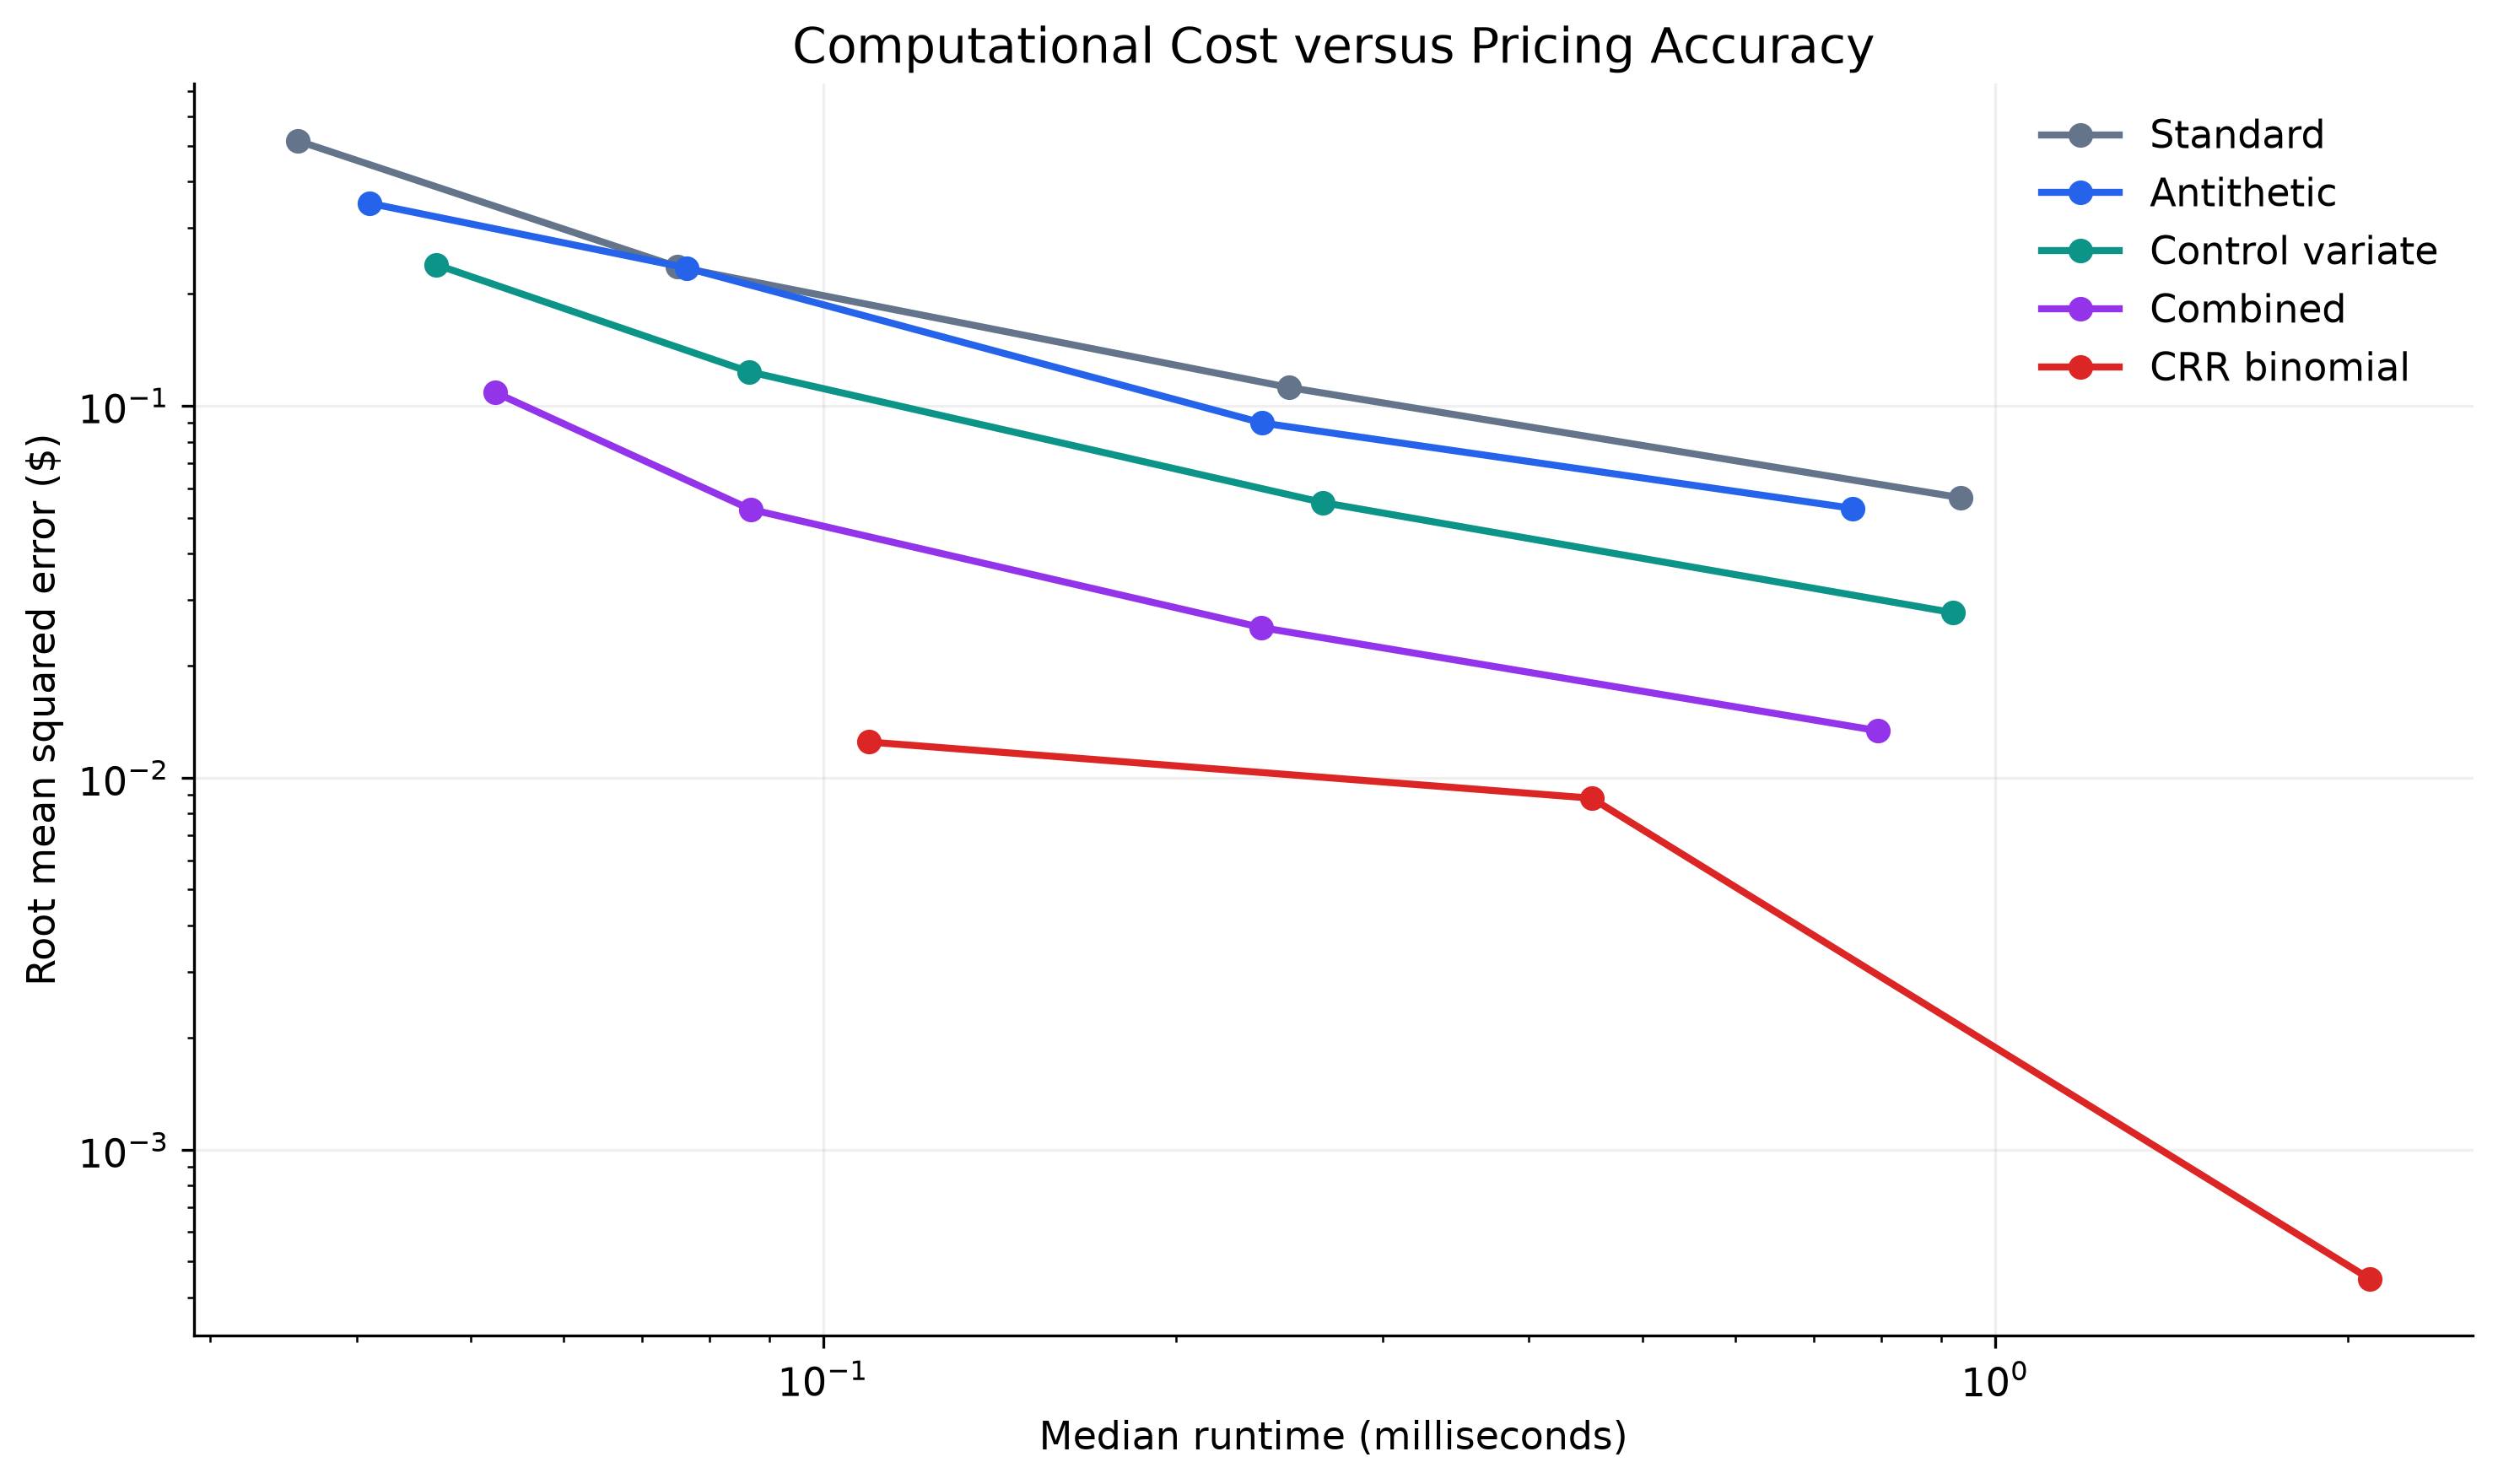 Computational Cost versus Pricing Accuracy
Standard
Antithetic
Control variate
Combined
CRR binomial
Root mean squared error ($)
10⁻¹
10⁻²
10⁻³
10⁻¹
10⁰
Median runtime (milliseconds)